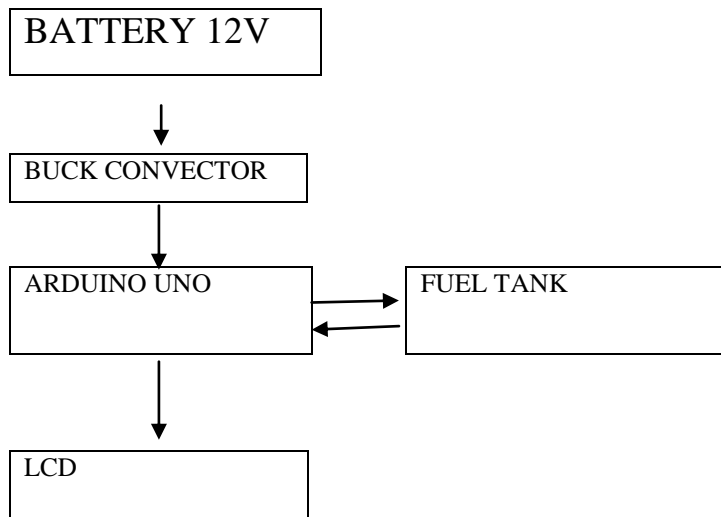 BATTERY 12V
BUCK CONVECTOR
ARDUINO UNO
FUEL TANK
LCD